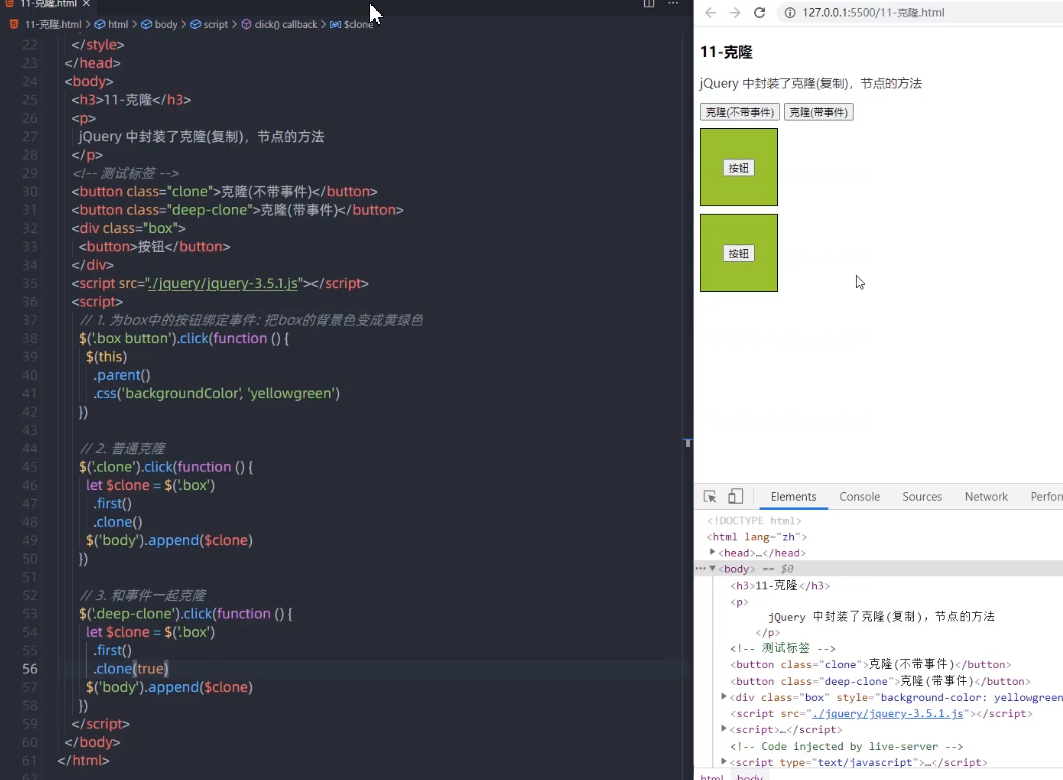 11-克隆.html ×
11-克隆.html > html > body > script > click() callback > $clone
22 </style>
23 </head>
24 <body>
25 <h3>11-克隆</h3>
26 <p>
27 jQuery 中封装了克隆(复制)，节点的方法
28 </p>
29 <!-- 测试标签 -->
30 <button class="clone">克隆(不带事件)</button>
31 <button class="deep-clone">克隆(带事件)</button>
32 <div class="box">
33 <button>按钮</button>
34 </div>
35 <script src="./jquery/jquery-3.5.1.js"></script>
36 <script>
37 // 1. 为box中的按钮绑定事件: 把box的背景色变成黄绿色
38 $('.box button').click(function () {
39 $(this)
40 .parent()
41 .css('backgroundColor', 'yellowgreen')
42 })
43
44 // 2. 普通克隆
45 $('.clone').click(function () {
46 let $clone = $('.box')
47 .first()
48 .clone()
49 $('body').append($clone)
50 })
51
52 // 3. 和事件一起克隆
53 $('.deep-clone').click(function () {
54 let $clone = $('.box')
55 .first()
56 .clone(true)
57 $('body').append($clone)
58 })
59 </script>
60 </body>
61 </html>
62
127.0.0.1:5500/11-克隆.html
11-克隆
jQuery 中封装了克隆(复制)，节点的方法
克隆(不带事件) 克隆(带事件)
按钮
按钮
Elements Console Sources Network Perfor
<!DOCTYPE html>
<html lang="zh">
<head>…</head>
<body> == $0
<h3>11-克隆</h3>
<p>
jQuery 中封装了克隆(复制)，节点的方法
</p>
<!-- 测试标签 -->
<button class="clone">克隆(不带事件)</button>
<button class="deep-clone">克隆(带事件)</button>
<div class="box" style="background-color: yellowgreen
<script src="./jquery/jquery-3.5.1.js"></script>
<script>…</script>
<!-- Code injected by live-server -->
<script type="text/javascript">…</script>
html body